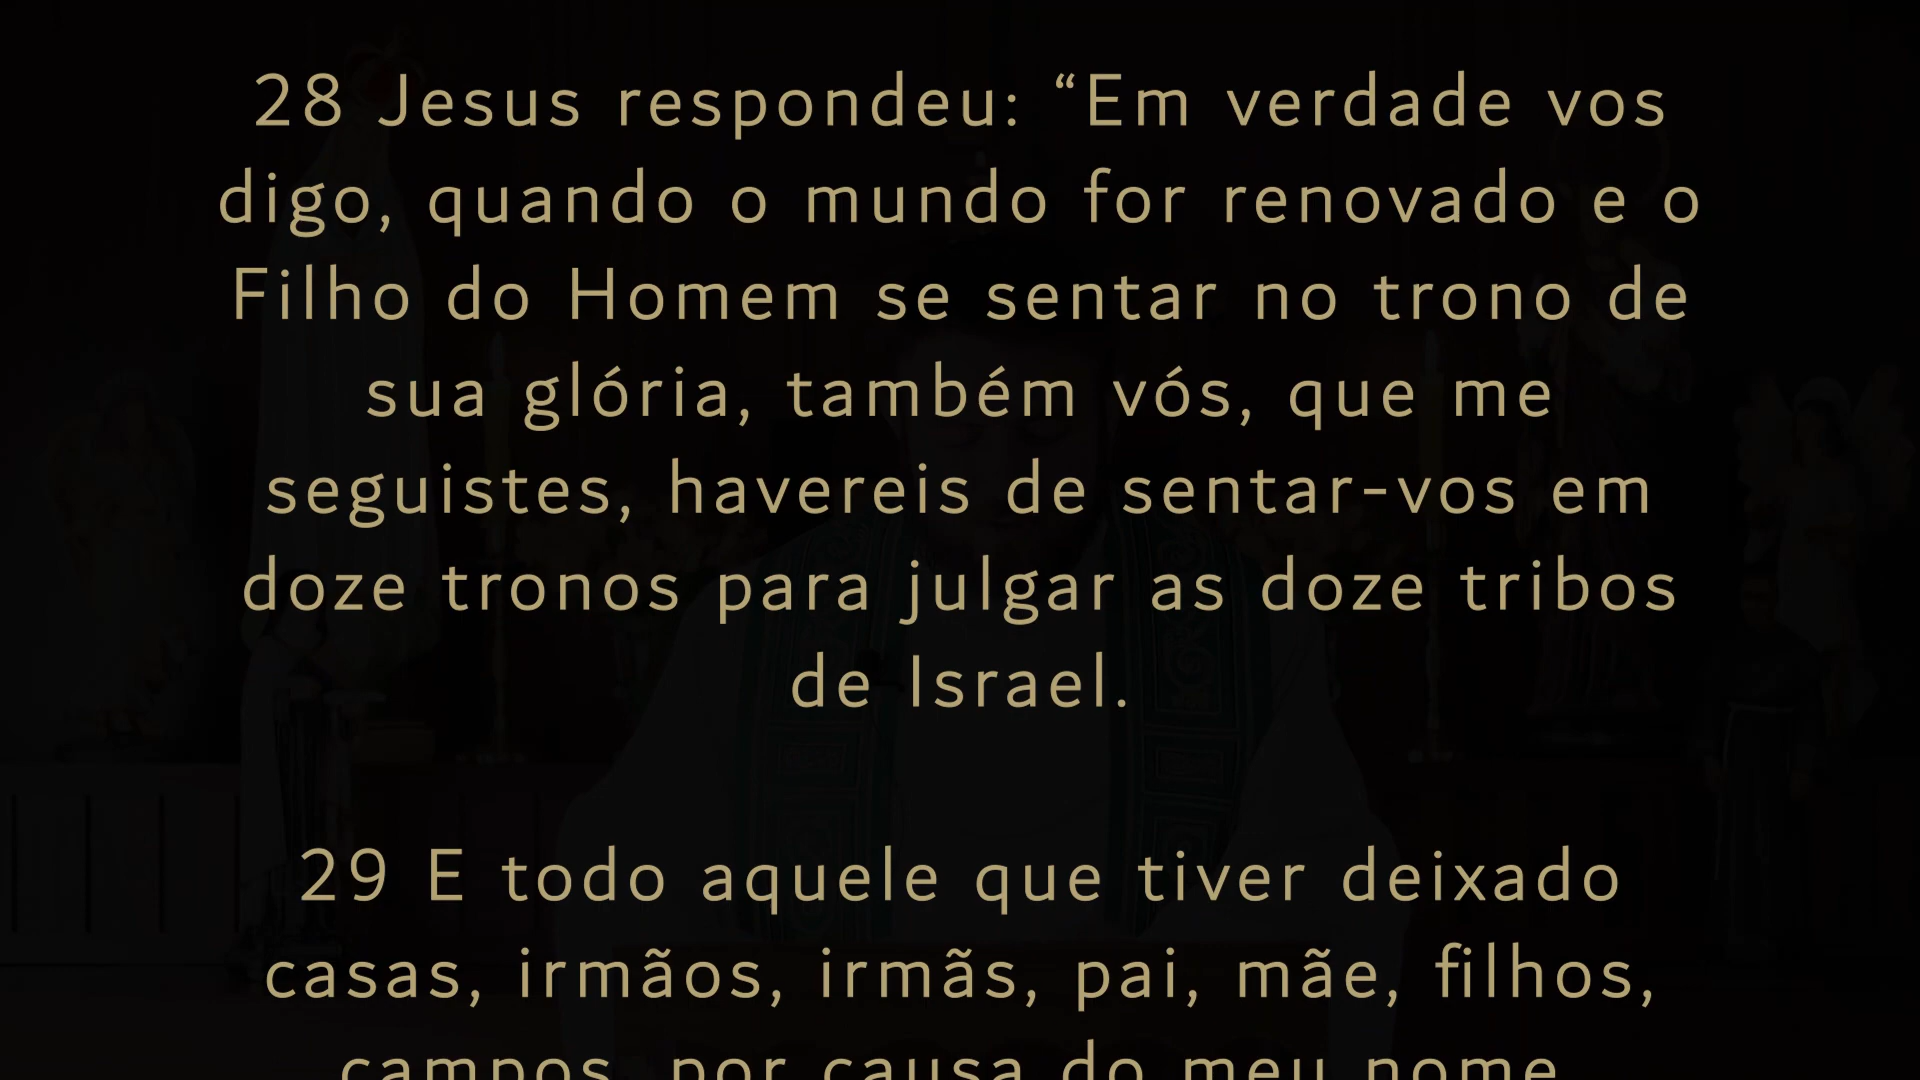 28 Jesus respondeu: “Em verdade vos
digo, quando o mundo for renovado e o
Filho do Homem se sentar no trono de
sua glória, também vós, que me
seguistes, havereis de sentar-vos em
doze tronos para julgar as doze tribos
de Israel.
29 E todo aquele que tiver deixado
casas, irmãos, irmãs, pai, mãe, filhos,
campos, por causa do meu nome